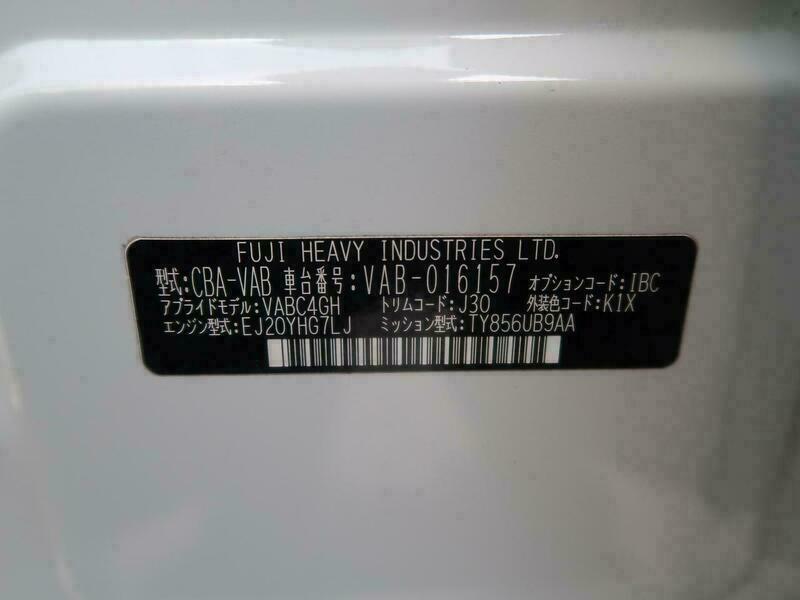 FUJI HEAVY INDUSTRIES LTD.
型式:CBA-VAB 車台番号:VAB-016157 オプションコード:IBC
アプライドモデル:VABC4GH トリムコード:J30 外装色コード:K1X
エンジン型式:EJ20YHG7LJ ミッション型式:TY856UB9AA